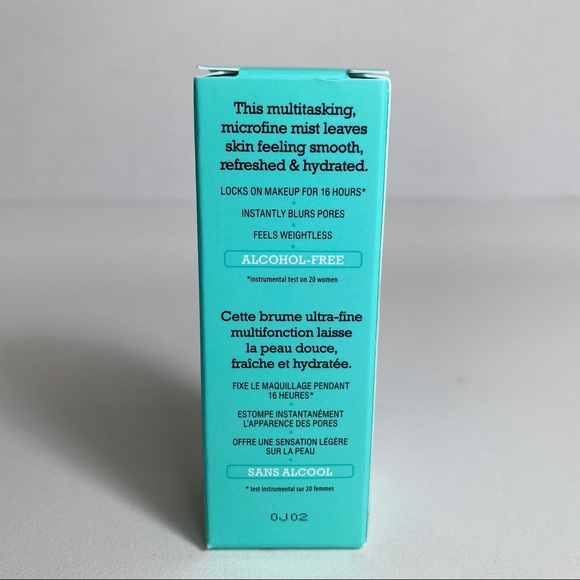 This multitasking,
microfine mist leaves
skin feeling smooth,
refreshed & hydrated.
LOCKS ON MAKEUP FOR 16 HOURS*
INSTANTLY BLURS PORES
FEELS WEIGHTLESS
ALCOHOL-FREE
*instrumental test on 20 women
Cette brume ultra-fine
multifonction laisse
la peau douce,
fraîche et hydratée.
FIXE LE MAQUILLAGE PENDANT
16 HEURES*
ESTOMPE INSTANTANÉMENT
L'APPARENCE DES PORES
OFFRE UNE SENSATION LÉGÈRE
SUR LA PEAU
SANS ALCOOL
* test instrumental sur 20 femmes
0J02